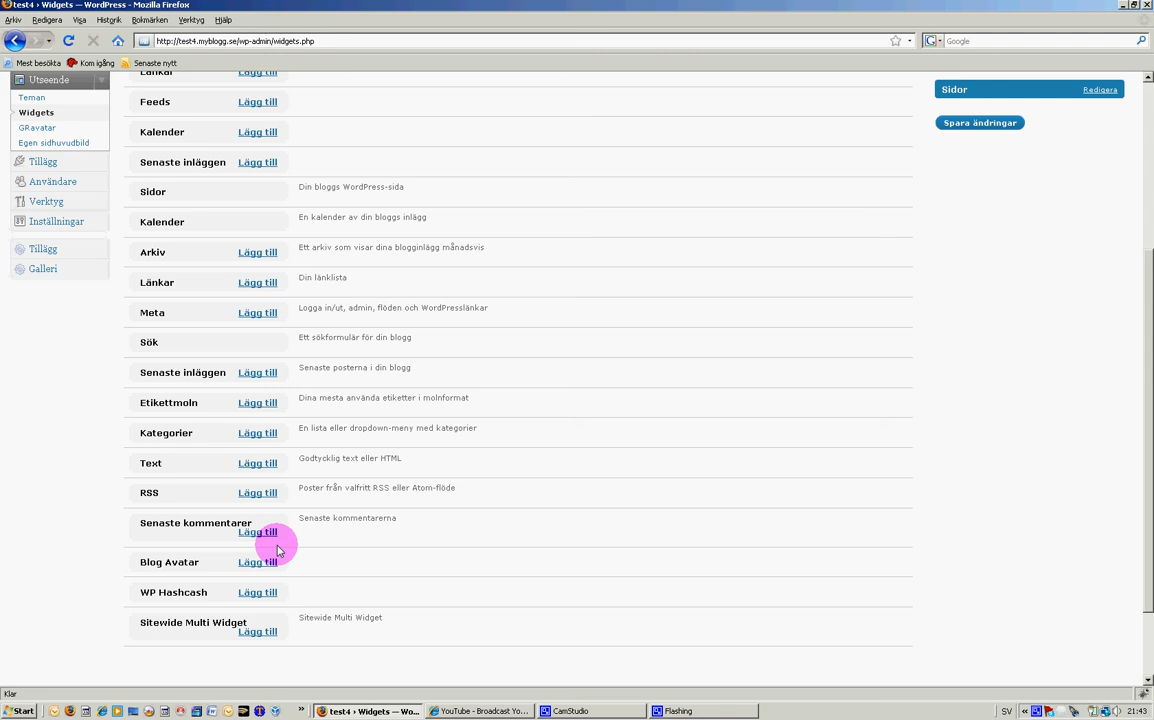 test4 › Widgets — WordPress - Mozilla Firefox
Arkiv Redigera Visa Historik Bokmärken Verktyg Hjälp
http://test4.myblogg.se/wp-admin/widgets.php
Google
Mest besökta Kom igång Senaste nytt
Utseende
Teman
Widgets
GRavatar
Egen sidhuvudbild
Tillägg
Användare
Verktyg
Inställningar
Tillägg
Galleri
Länkar Lägg till
Feeds Lägg till
Kalender Lägg till
Senaste inläggen Lägg till
Sidor Din bloggs WordPress-sida
Kalender En kalender av din bloggs inlägg
Arkiv Lägg till Ett arkiv som visar dina blogginlägg månadsvis
Länkar Lägg till Din länklista
Meta Lägg till Logga in/ut, admin, flöden och WordPresslänkar
Sök Ett sökformulär för din blogg
Senaste inläggen Lägg till Senaste posterna i din blogg
Etikettmoln Lägg till Dina mesta använda etiketter i molnformat
Kategorier Lägg till En lista eller dropdown-meny med kategorier
Text Lägg till Godtycklig text eller HTML
RSS Lägg till Poster från valfritt RSS eller Atom-flöde
Senaste kommentarer Senaste kommentarerna
Lägg till
Blog Avatar Lägg till
WP Hashcash Lägg till
Sitewide Multi Widget Sitewide Multi Widget
Lägg till
Sidor Redigera
Spara ändringar
Klar
Start
test4 › Widgets — Wo...
YouTube - Broadcast Yo...
CamStudio
Flashing
SV
21:43